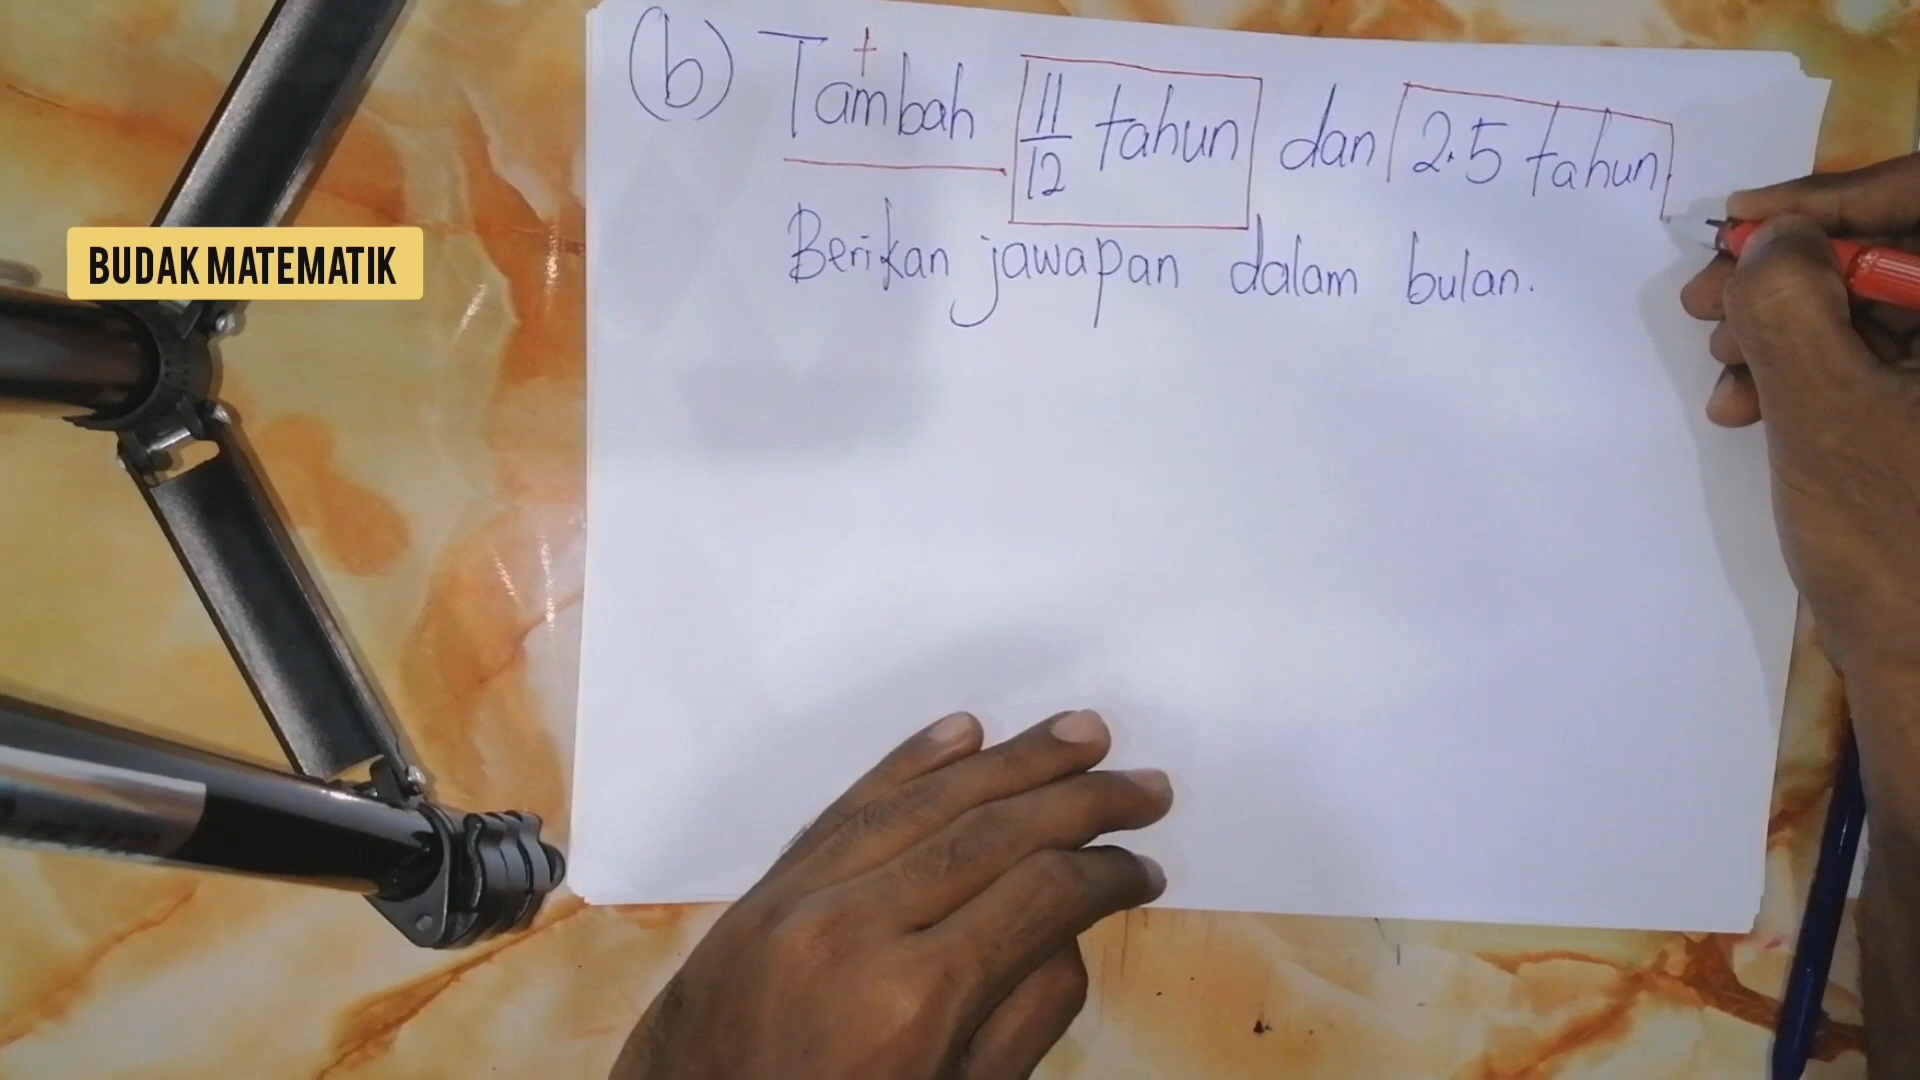 (b) Tambah 11/12 tahun dan 2.5 tahun
+
Berikan jawapan dalam bulan.
BUDAK MATEMATIK